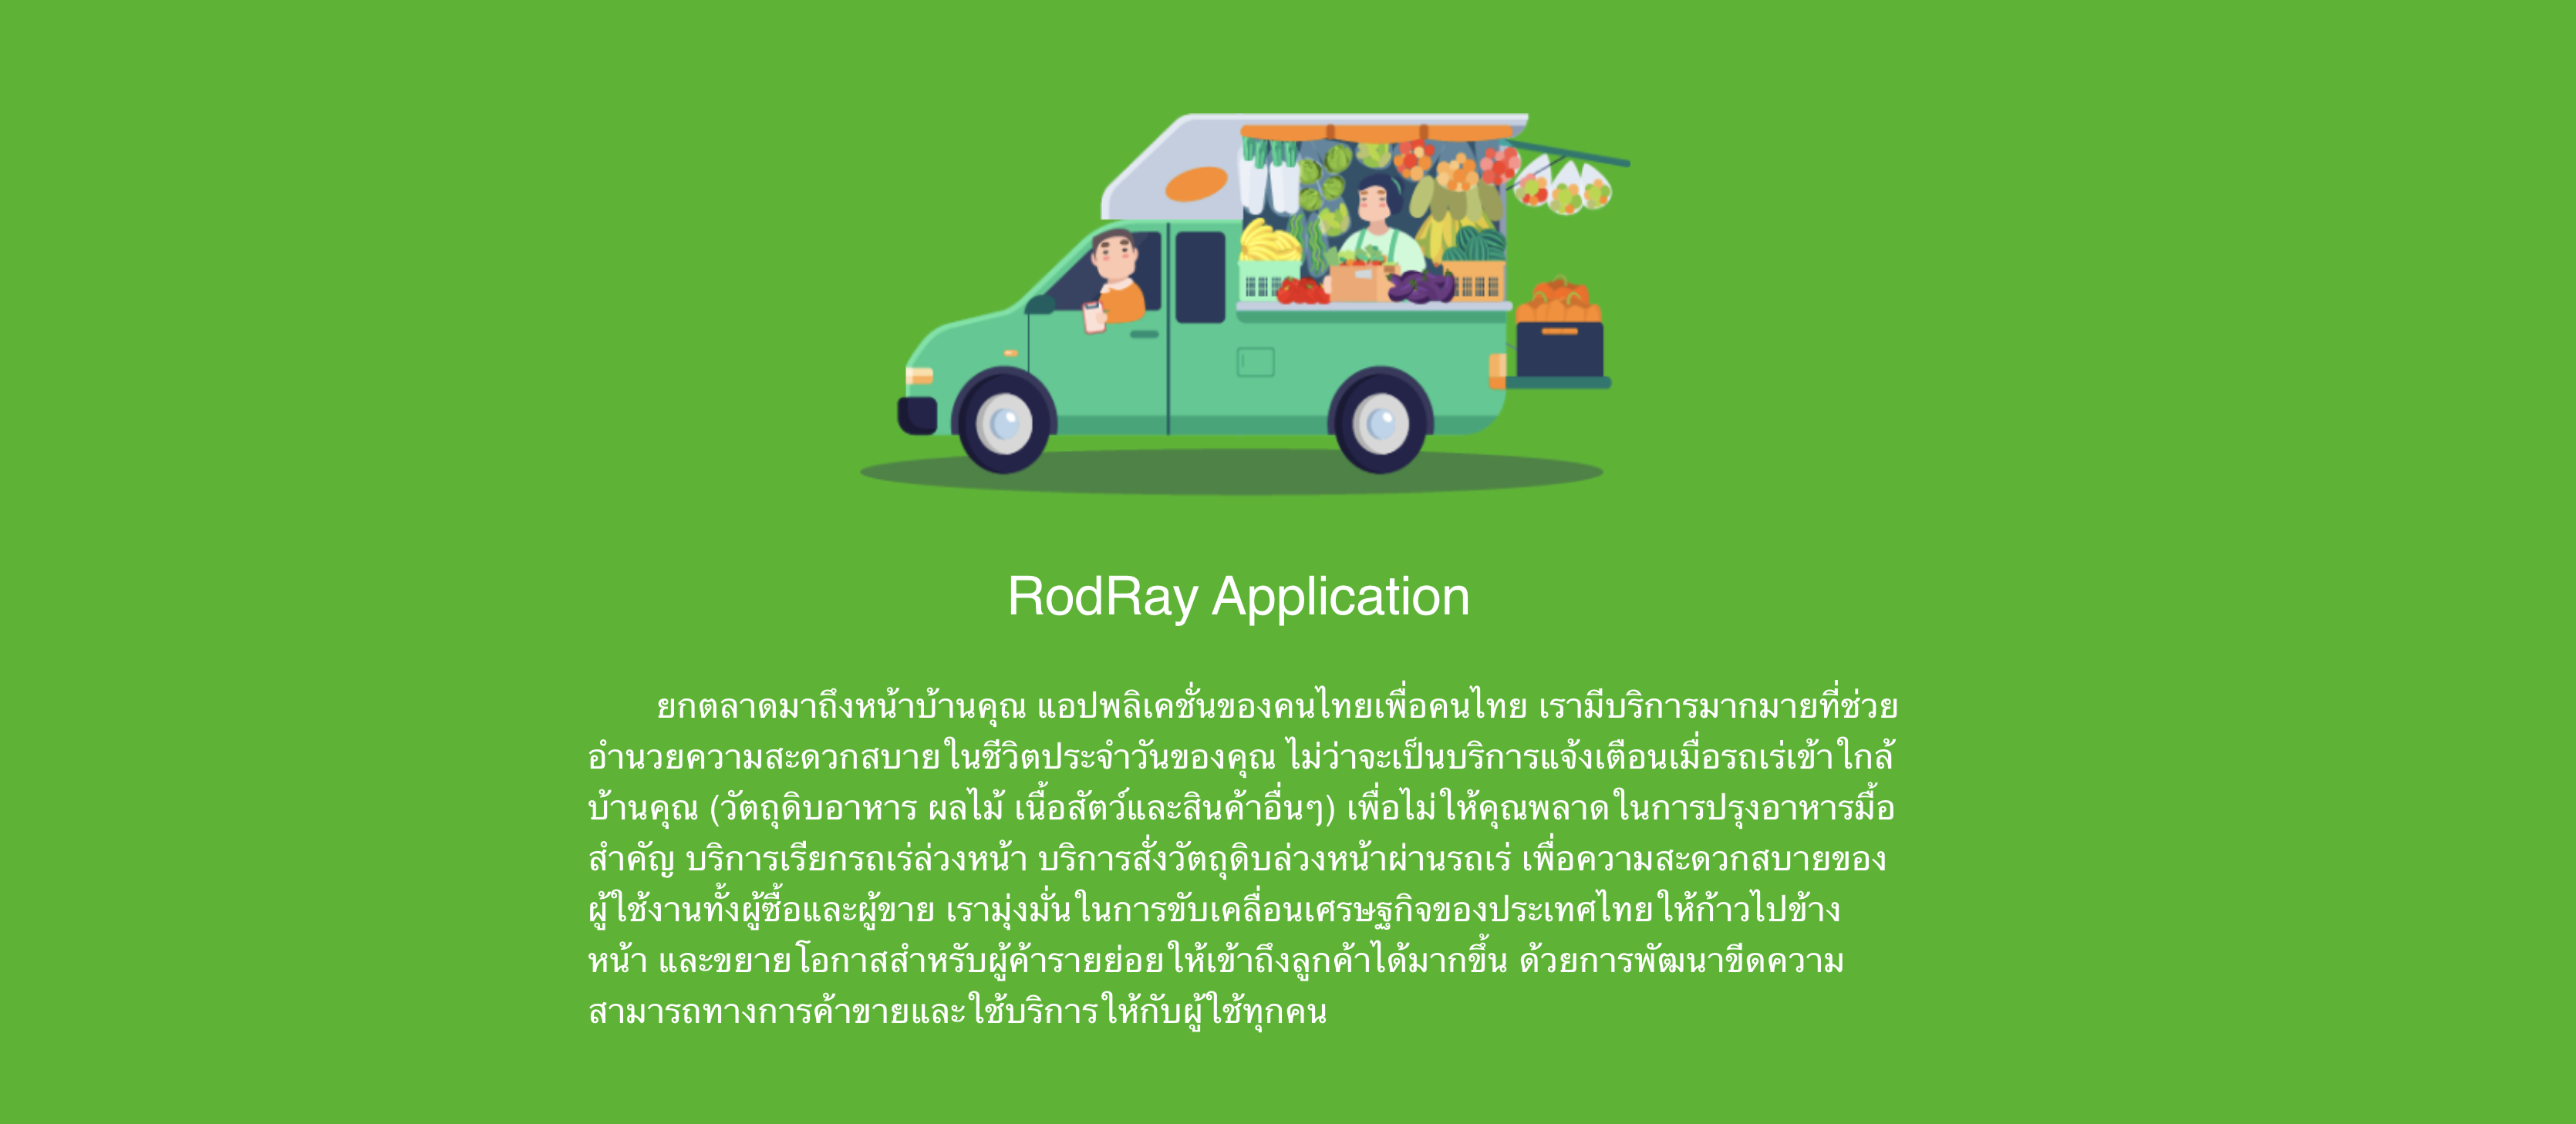 RodRay Application
ยกตลาดมาถึงหน้าบ้านคุณ แอปพลิเคชั่นของคนไทยเพื่อคนไทย เรามีบริการมากมายที่ช่วย
อำนวยความสะดวกสบายในชีวิตประจำวันของคุณ ไม่ว่าจะเป็นบริการแจ้งเตือนเมื่อรถเร่เข้าใกล้
บ้านคุณ (วัตถุดิบอาหาร ผลไม้ เนื้อสัตว์และสินค้าอื่นๆ) เพื่อไม่ให้คุณพลาดในการปรุงอาหารมื้อ
สำคัญ บริการเรียกรถเร่ล่วงหน้า บริการสั่งวัตถุดิบล่วงหน้าผ่านรถเร่ เพื่อความสะดวกสบายของ
ผู้ใช้งานทั้งผู้ซื้อและผู้ขาย เรามุ่งมั่นในการขับเคลื่อนเศรษฐกิจของประเทศไทยให้ก้าวไปข้าง
หน้า และขยายโอกาสสำหรับผู้ค้ารายย่อยให้เข้าถึงลูกค้าได้มากขึ้น ด้วยการพัฒนาขีดความ
สามารถทางการค้าขายและใช้บริการให้กับผู้ใช้ทุกคน